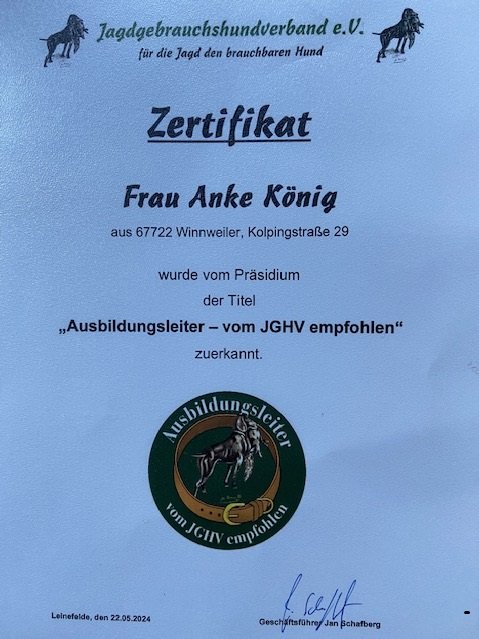 Jagdgebrauchshundverband e.V.
für die Jagd den brauchbaren Hund
Zertifikat
Frau Anke König
aus 67722 Winnweiler, Kolpingstraße 29
wurde vom Präsidium
der Titel
„Ausbildungsleiter – vom JGHV empfohlen“
zuerkannt.
Ausbildungsleiter
vom JGHV empfohlen
Leinefelde, den 22.05.2024
Geschäftsführer Jan Schafberg